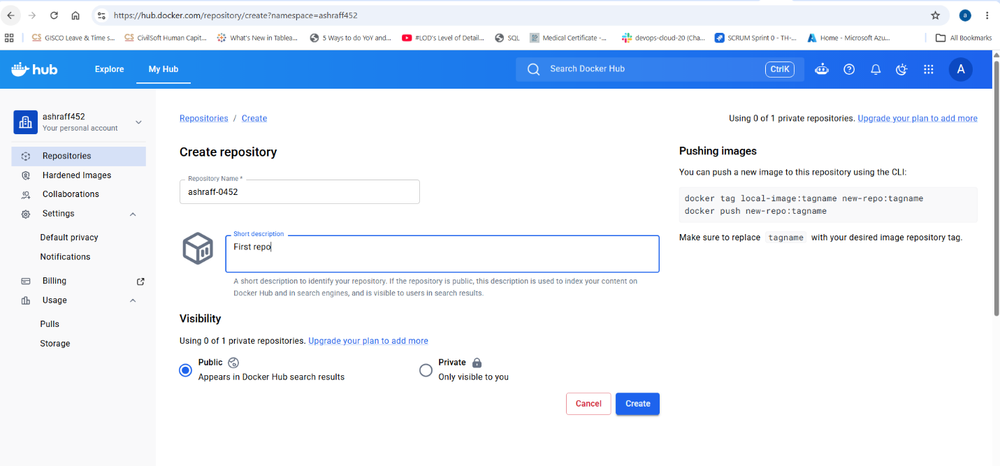 https://hub.docker.com/repository/create?namespace=ashraff452
a
GISCO Leave & Time s...
CivilSoft Human Capit...
What's New in Tablea...
5 Ways to do YoY and...
#LOD's Level of Detail...
SQL
Medical Certificate -...
devops-cloud-20 (Cha...
SCRUM Sprint 0 - TH-...
Home - Microsoft Azu...
All Bookmarks
hub
Explore
My Hub
Search Docker Hub
CtrlK
A
ashraff452
Your personal account
Repositories
Hardened Images
Collaborations
Settings
Default privacy
Notifications
Billing
Usage
Pulls
Storage
Repositories / Create
Using 0 of 1 private repositories. Upgrade your plan to add more
Create repository
Repository Name *
ashraff-0452
Short description
First repo
A short description to identify your repository. If the repository is public, this description is used to index your content on
Docker Hub and in search engines, and is visible to users in search results.
Visibility
Using 0 of 1 private repositories. Upgrade your plan to add more
Public
Appears in Docker Hub search results
Private
Only visible to you
Cancel
Create
Pushing images
You can push a new image to this repository using the CLI:
docker tag local-image:tagname new-repo:tagname
docker push new-repo:tagname
Make sure to replace tagname with your desired image repository tag.